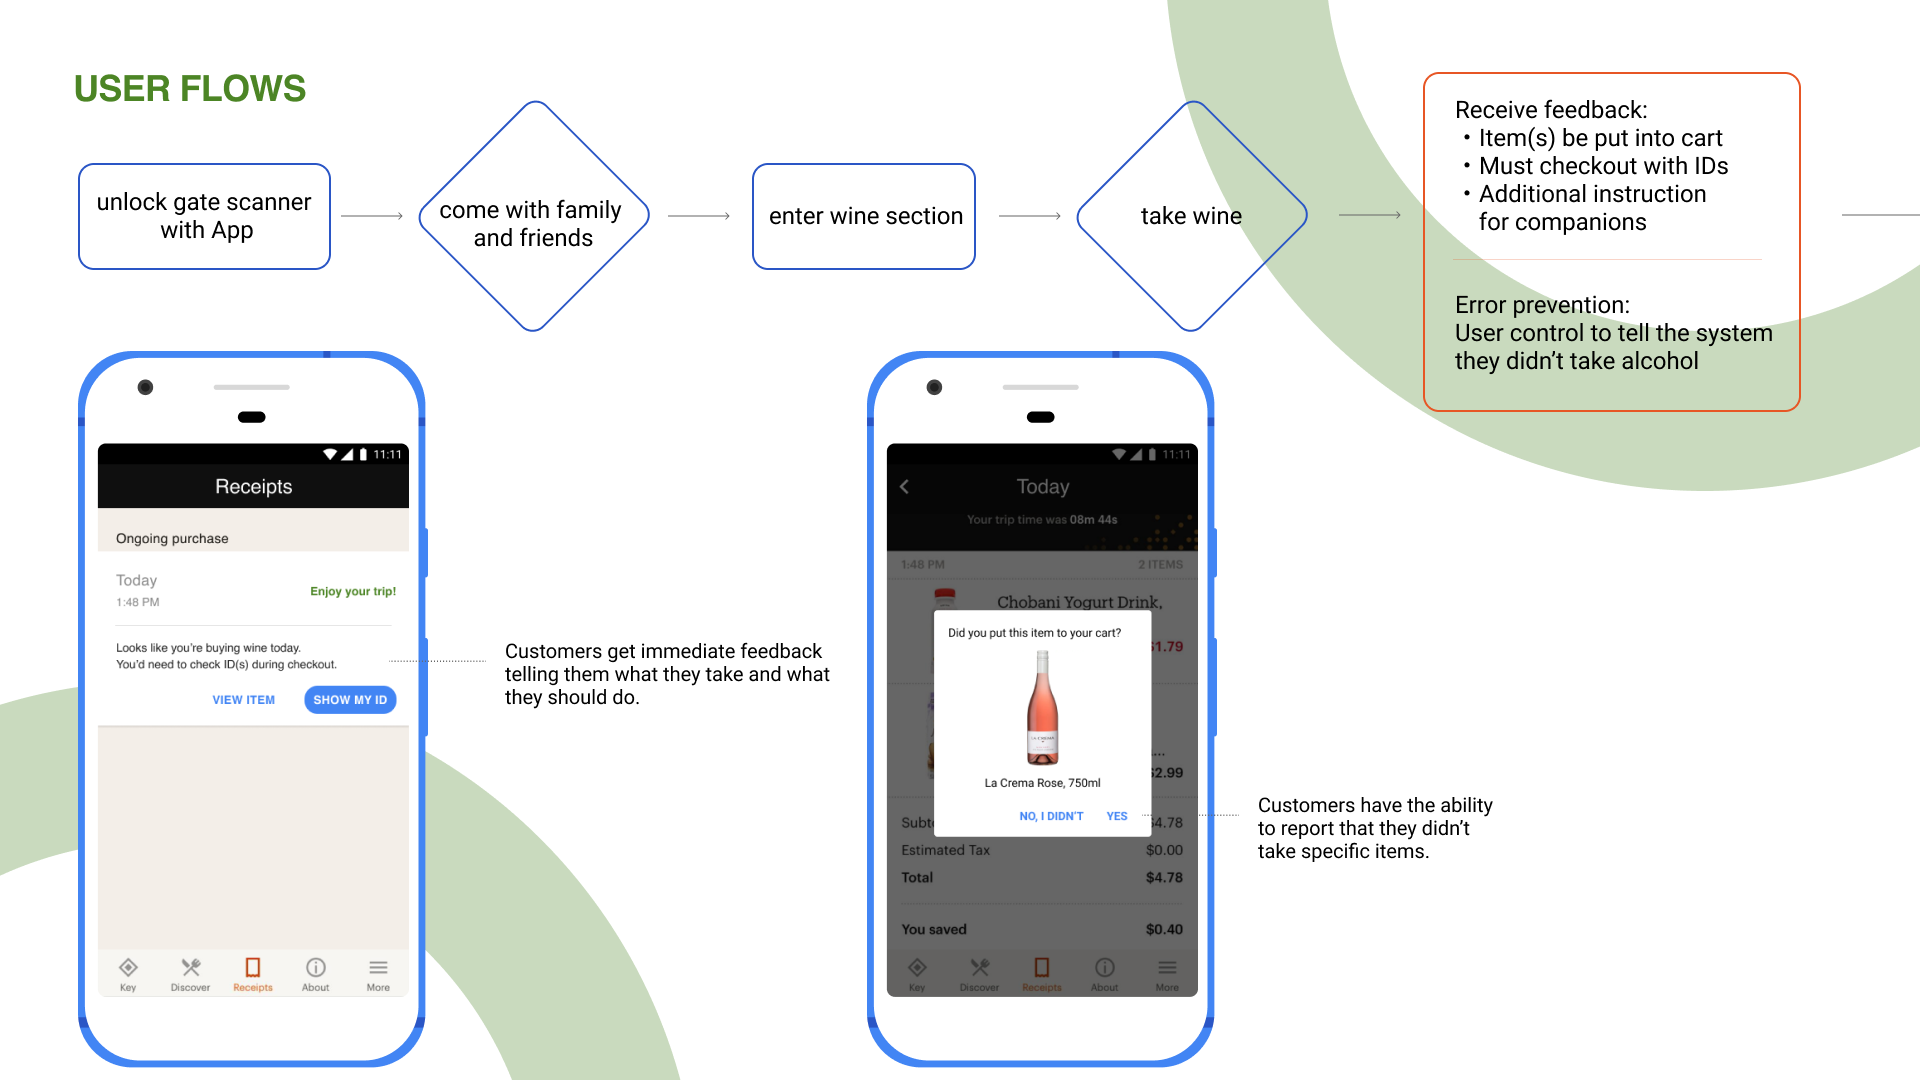 USER FLOWS
unlock gate scanner
with App
come with family
and friends
enter wine section
take wine
Receive feedback:
• Item(s) be put into cart
• Must checkout with IDs
• Additional instruction
for companions
Error prevention:
User control to tell the system
they didn’t take alcohol
11:11
Receipts
Ongoing purchase
Today
1:48 PM
Enjoy your trip!
Looks like you’re buying wine today.
You’d need to check ID(s) during checkout.
VIEW ITEM
SHOW MY ID
Key
Discover
Receipts
About
More
Customers get immediate feedback
telling them what they take and what
they should do.
11:11
Today
Your trip time was 08m 44s
1:48 PM
2 ITEMS
Chobani Yogurt Drink,
$1.79
Did you put this item to your cart?
LA CREMA
La Crema Rose, 750ml
NO, I DIDN’T
YES
...
$2.99
$4.78
Estimated Tax
$0.00
Total
$4.78
You saved
$0.40
Key
Discover
Receipts
About
More
Customers have the ability
to report that they didn’t
take specific items.